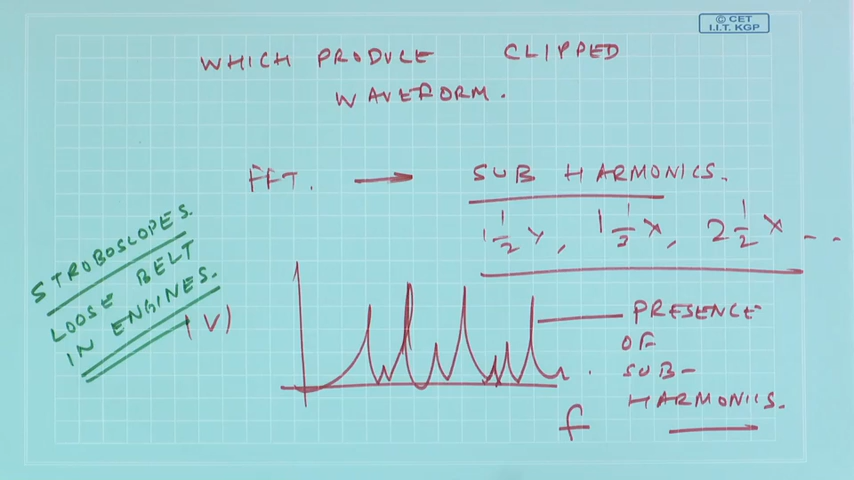 © CET
I.I.T. KGP
WHICH PRODUCE CLIPPED
WAVEFORM.
FFT. → SUB HARMONICS.
1 1/2 x, 1 1/3 x, 2 1/2 x ...
STROBOSCOPES.
LOOSE BELT
IN ENGINES.
(V)
PRESENCE
OF
SUB-
HARMONICS.
f